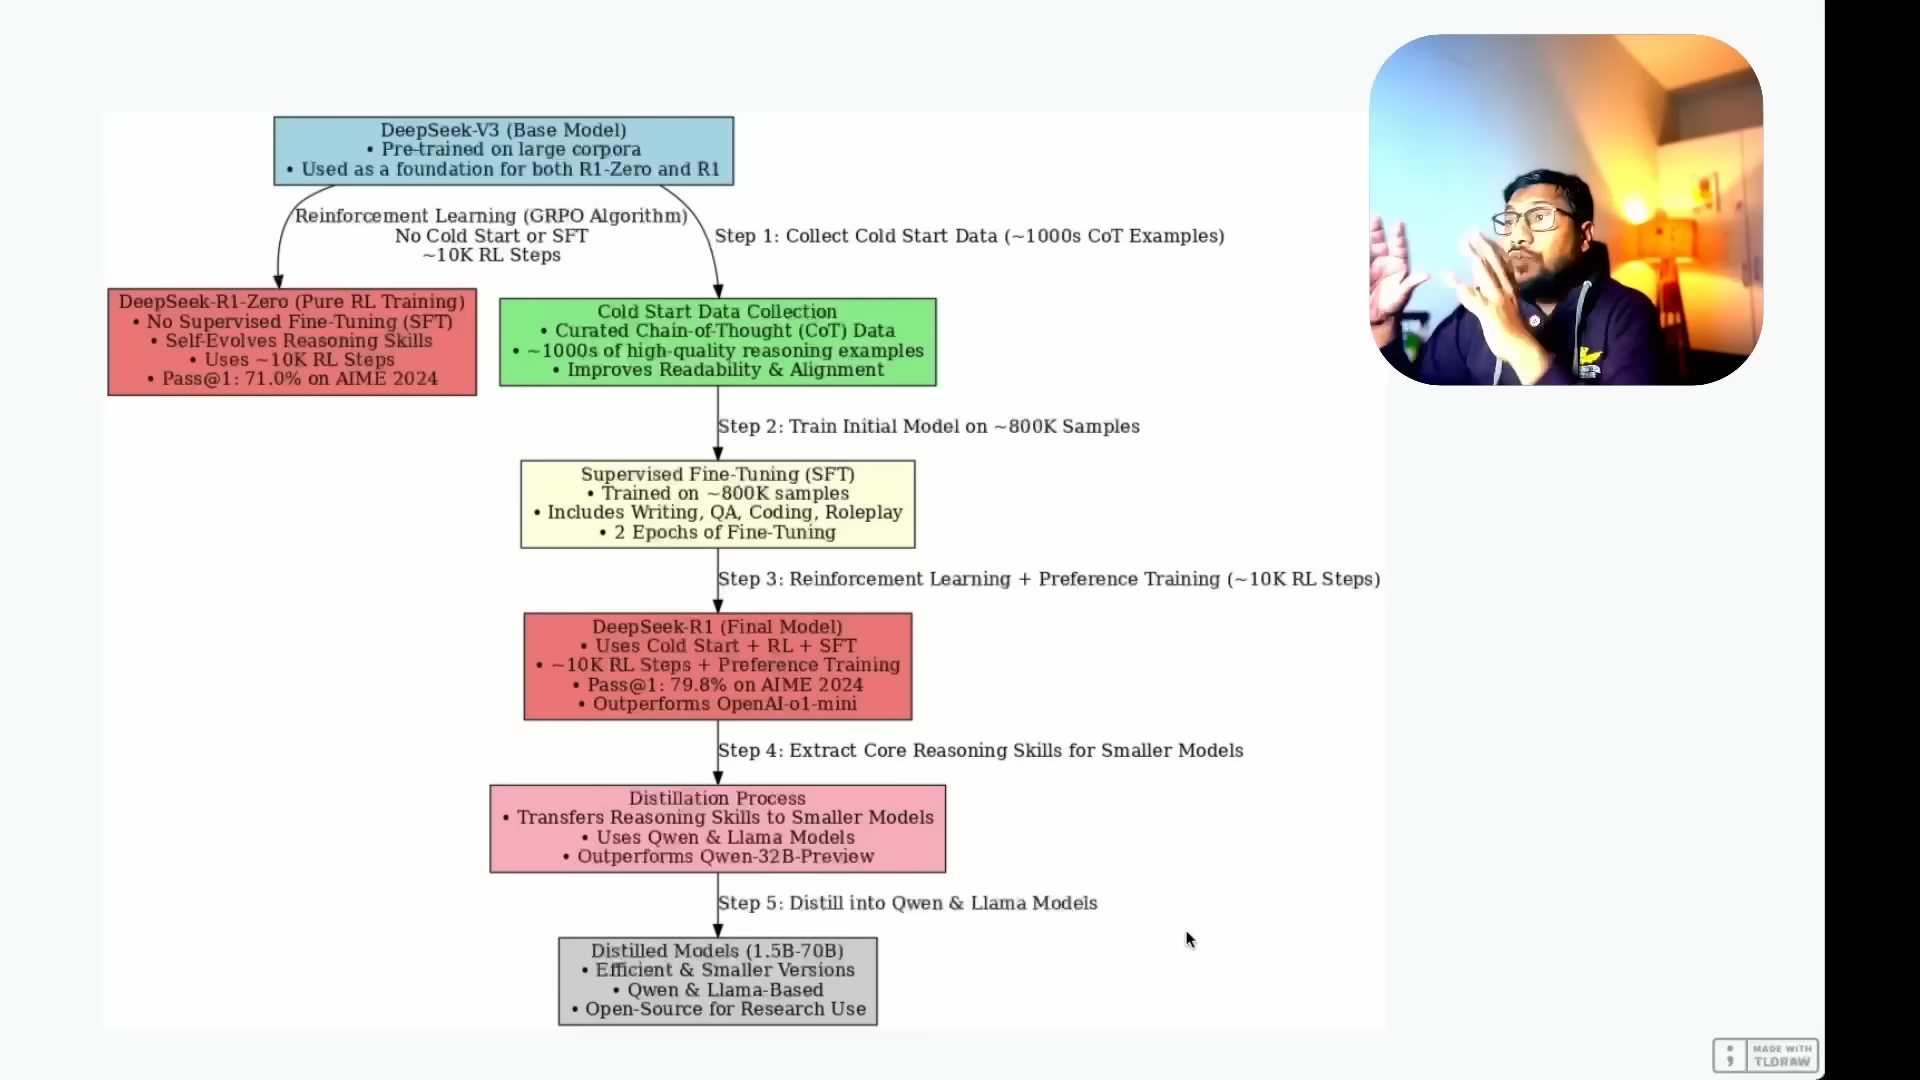 DeepSeek-V3 (Base Model)
• Pre-trained on large corpora
• Used as a foundation for both R1-Zero and R1
Reinforcement Learning (GRPO Algorithm)
No Cold Start or SFT
~10K RL Steps
Step 1: Collect Cold Start Data (~1000s CoT Examples)
DeepSeek-R1-Zero (Pure RL Training)
• No Supervised Fine-Tuning (SFT)
• Self-Evolves Reasoning Skills
• Uses ~10K RL Steps
• Pass@1: 71.0% on AIME 2024
Cold Start Data Collection
• Curated Chain-of-Thought (CoT) Data
• ~1000s of high-quality reasoning examples
• Improves Readability & Alignment
Step 2: Train Initial Model on ~800K Samples
Supervised Fine-Tuning (SFT)
• Trained on ~800K samples
• Includes Writing, QA, Coding, Roleplay
• 2 Epochs of Fine-Tuning
Step 3: Reinforcement Learning + Preference Training (~10K RL Steps)
DeepSeek-R1 (Final Model)
• Uses Cold Start + RL + SFT
• ~10K RL Steps + Preference Training
• Pass@1: 79.8% on AIME 2024
• Outperforms OpenAI-o1-mini
Step 4: Extract Core Reasoning Skills for Smaller Models
Distillation Process
• Transfers Reasoning Skills to Smaller Models
• Uses Qwen & Llama Models
• Outperforms Qwen-32B-Preview
Step 5: Distill into Qwen & Llama Models
Distilled Models (1.5B-70B)
• Efficient & Smaller Versions
• Qwen & Llama-Based
• Open-Source for Research Use
MADE WITH
TLDRAW